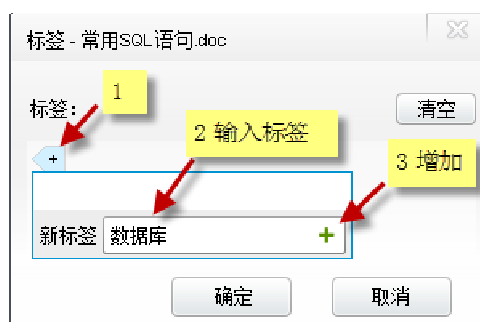 标签 - 常用SQL语句.doc
标签：
1
清空
+
2 输入标签
3 增加
新标签 数据库 +
确定 取消